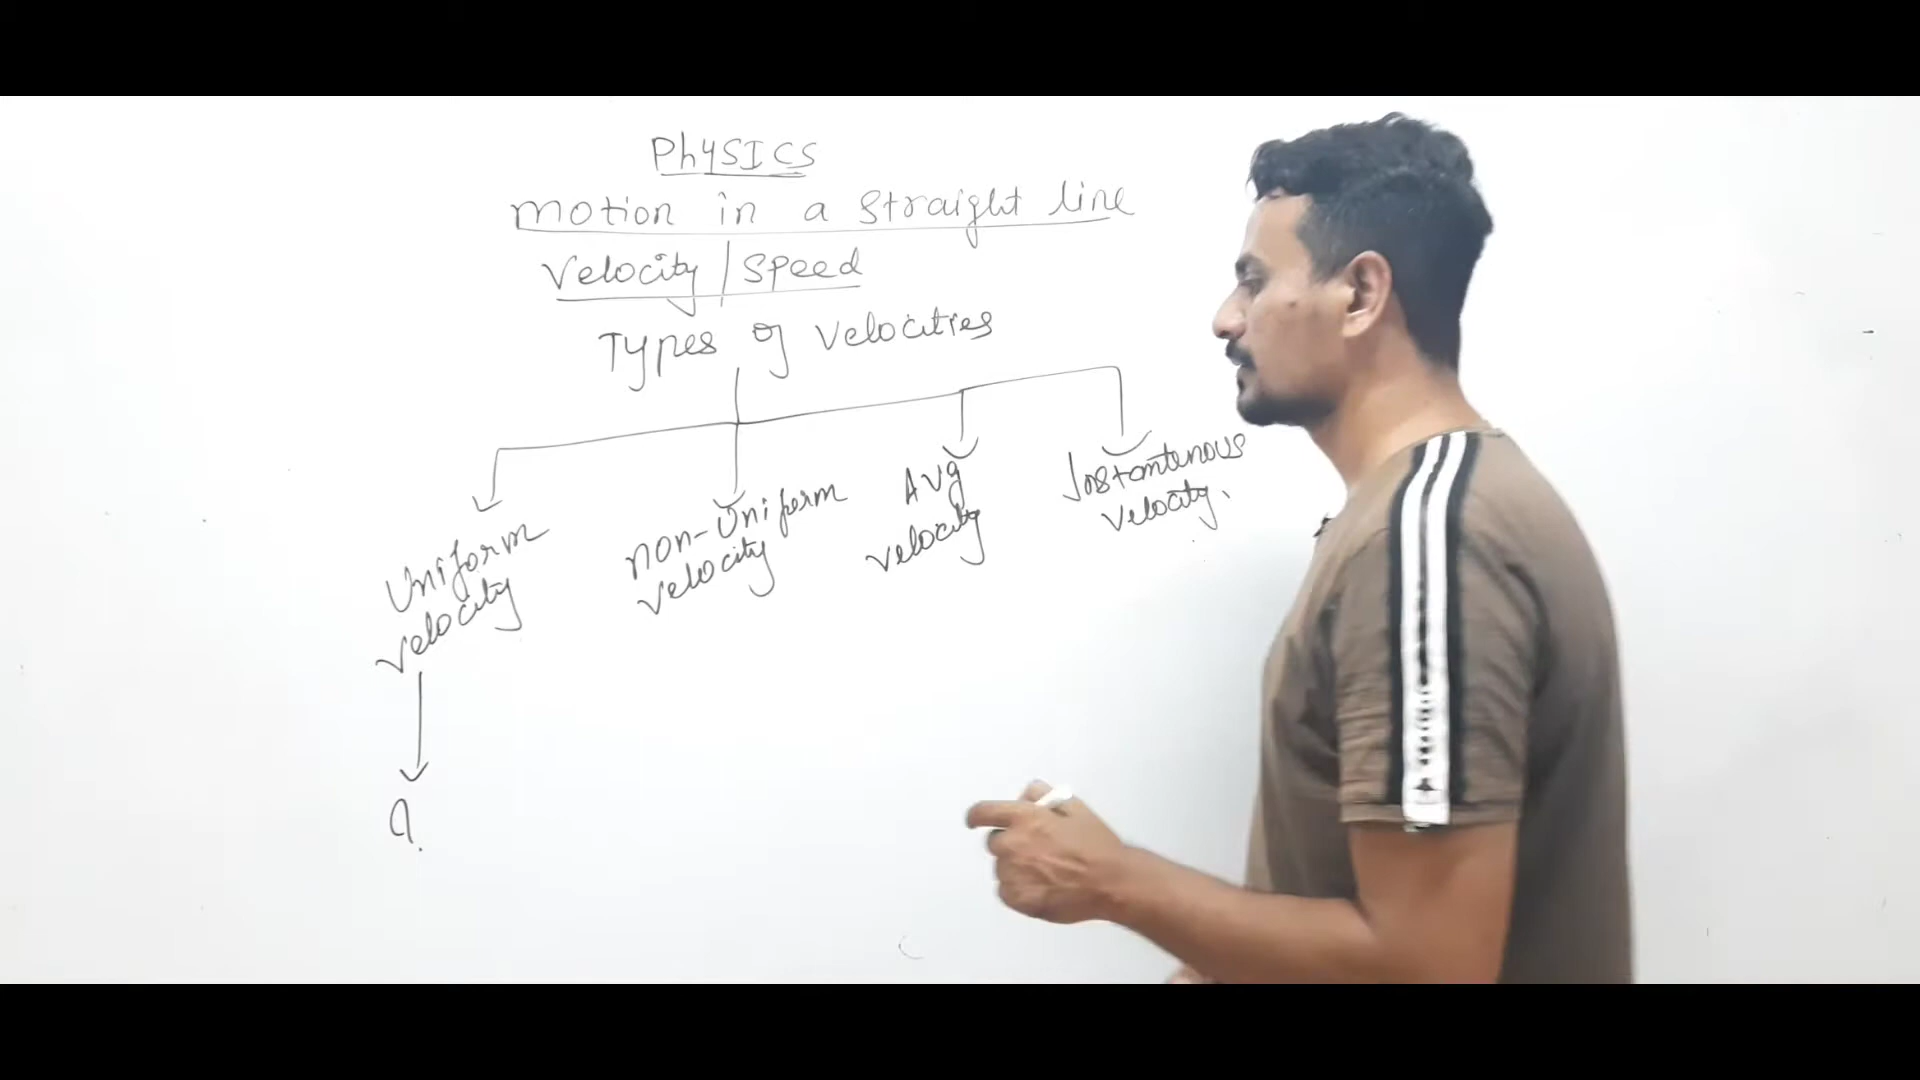 PhYSICS
motion in a straight line
Velocity / speed
Types of velocities
Uniform
velocity
non-Uniform
velocity
Avg
velocity
Instantenous
velocity.